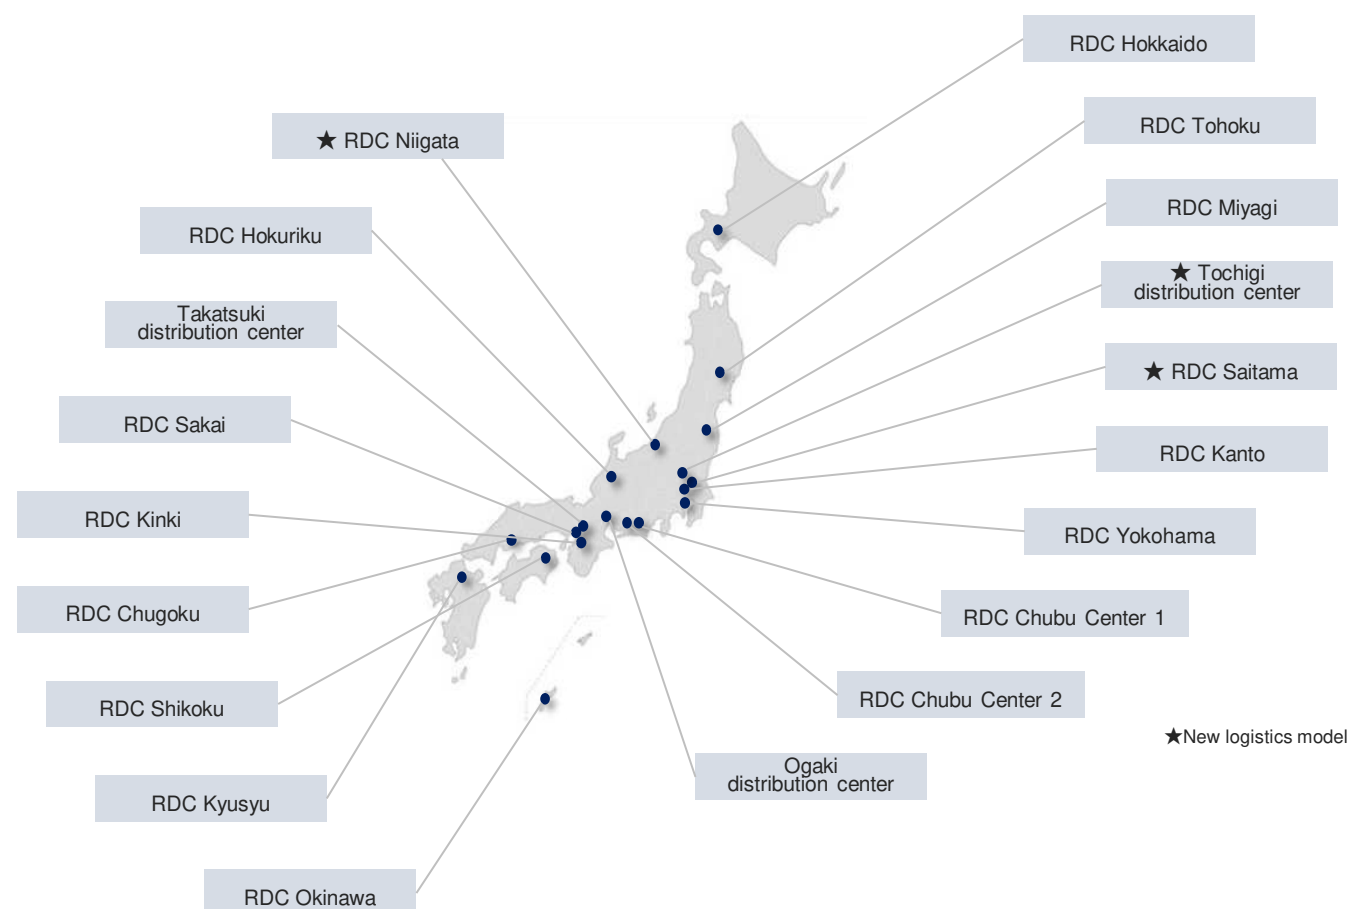 RDC Hokkaido
RDC Tohoku
★ RDC Niigata
RDC Miyagi
RDC Hokuriku
★ Tochigi
distribution center
Takatsuki
distribution center
★ RDC Saitama
RDC Sakai
RDC Kanto
RDC Kinki
RDC Yokohama
RDC Chugoku
RDC Chubu Center 1
RDC Shikoku
RDC Chubu Center 2
★New logistics model
Ogaki
distribution center
RDC Kyusyu
RDC Okinawa